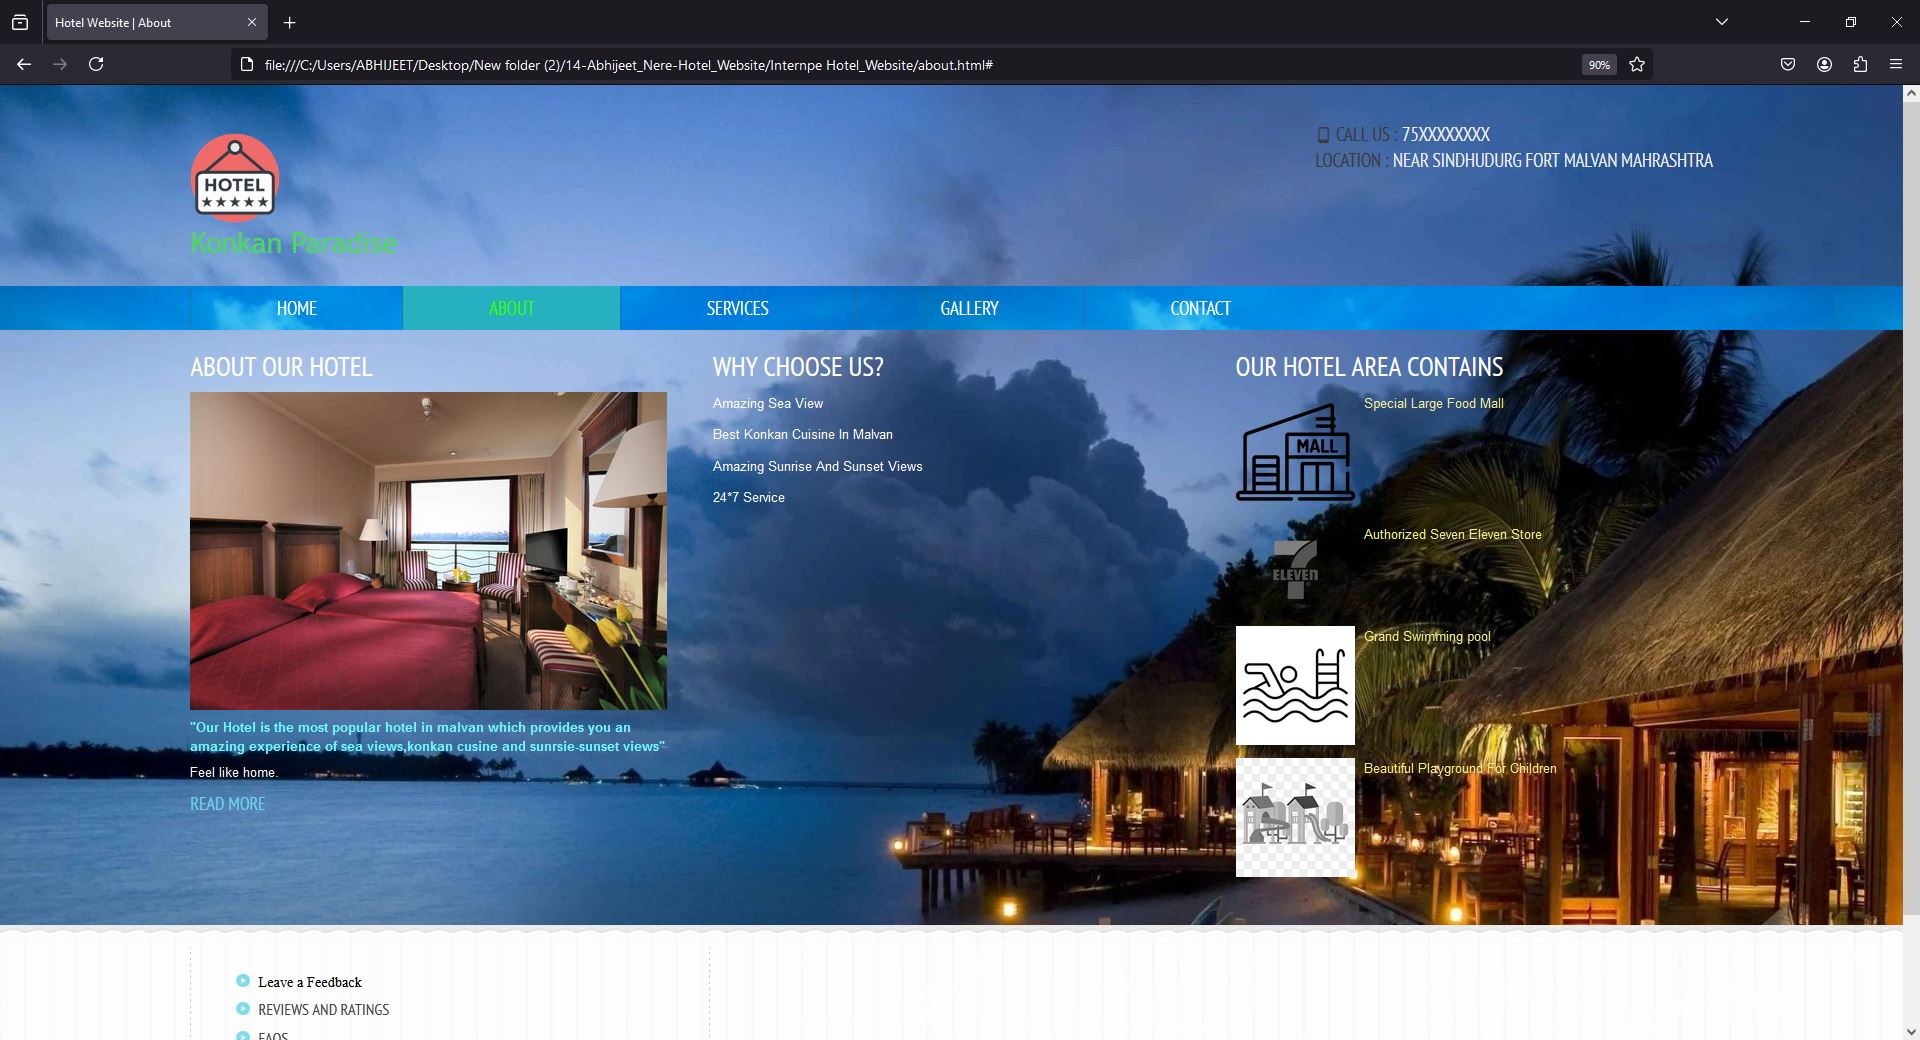 Hotel Website | About
file:///C:/Users/ABHIJEET/Desktop/New folder (2)/14-Abhijeet_Nere-Hotel_Website/Internpe Hotel_Website/about.html#
90%
HOTEL
Konkan Paradise
CALL US : 75XXXXXXXX
LOCATION : NEAR SINDHUDURG FORT MALVAN MAHRASHTRA
HOME
ABOUT
SERVICES
GALLERY
CONTACT
ABOUT OUR HOTEL
"Our Hotel is the most popular hotel in malvan which provides you an
amazing experience of sea views,konkan cusine and sunrsie-sunset views"
Feel like home.
READ MORE
WHY CHOOSE US?
Amazing Sea View
Best Konkan Cuisine In Malvan
Amazing Sunrise And Sunset Views
24*7 Service
OUR HOTEL AREA CONTAINS
MALL
Special Large Food Mall
7
ELEVEN
Authorized Seven Eleven Store
Grand Swimming pool
Beautiful Playground For Children
Leave a Feedback
REVIEWS AND RATINGS
FAQS